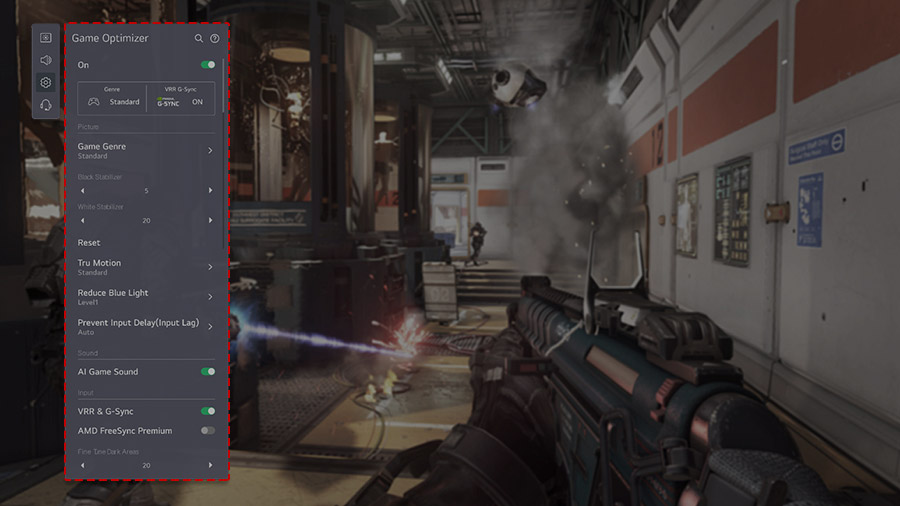 Game Optimizer
On
Genre
VRR G-Sync
Standard
G-SYNC
ON
Picture
Game Genre
Standard
Black Stabilizer
5
White Stabilizer
20
Reset
Tru Motion
Standard
Reduce Blue Light
Level1
Prevent Input Delay(Input Lag)
Auto
Sound
AI Game Sound
Input
VRR & G-Sync
AMD FreeSync Premium
Fine Tune Dark Areas
20